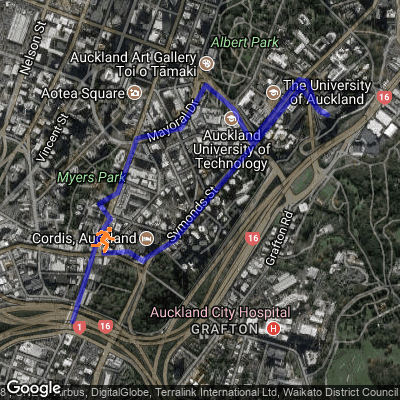 Albert Park
Nelson St
Auckland Art Gallery
Toi o Tāmaki
Aotea Square
The University
of Auckland
16
Mayoral Dr
Vincent St
Auckland
University of
Technology
Myers Park
Symonds St
Grafton Rd
Cordis, Auckland
16
Auckland City Hospital
1
16
GRAFTON
H
Google
DigitalGlobe, Terralink International Ltd, Waikato District Council